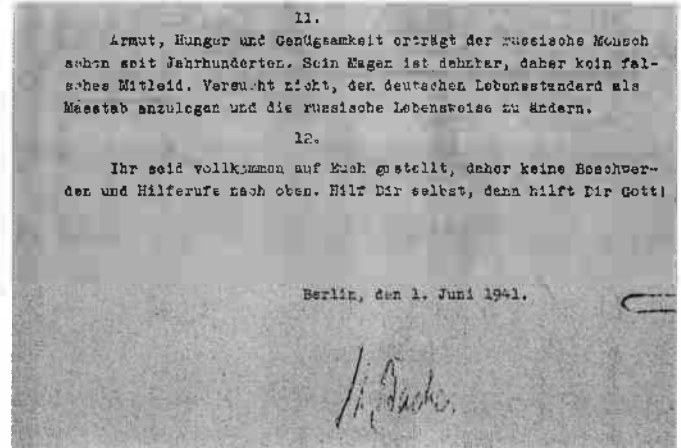 11.
Armut, Hunger und Genügsamkeit erträgt der russische Mensch
schon seit Jahrhunderten. Sein Magen ist dehnbar, daher kein fal-
sches Mitleid. Versucht nicht, den deutschen Lebensstandard als
Masstab anzulegen und die russische Lebensweise zu ändern.
12.
Ihr seid vollkommen auf Euch gestellt, daher keine Beschwer-
den und Hilferufe nach oben. Hilf Dir selbst, dann hilft Dir Gott!
Berlin, den 1. Juni 1941.
H. Backe.